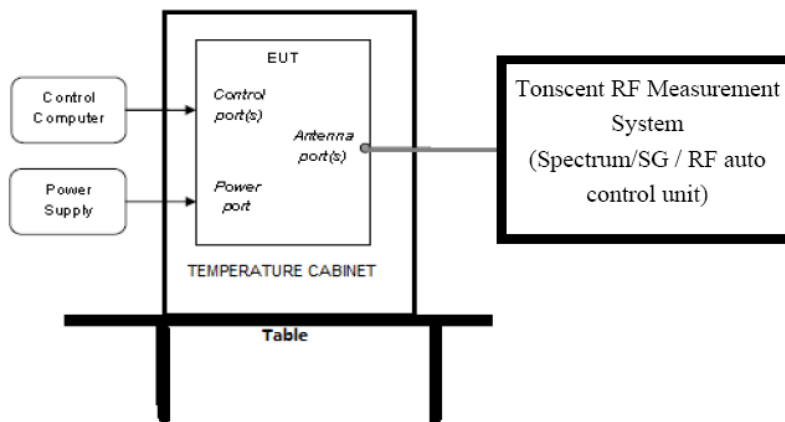 EUT
Control
port(s)
Antenna
port(s)
Power
port
Control
Computer
Power
Supply
TEMPERATURE CABINET
Table
Tonscent RF Measurement
System
(Spectrum/SG / RF auto
control unit)